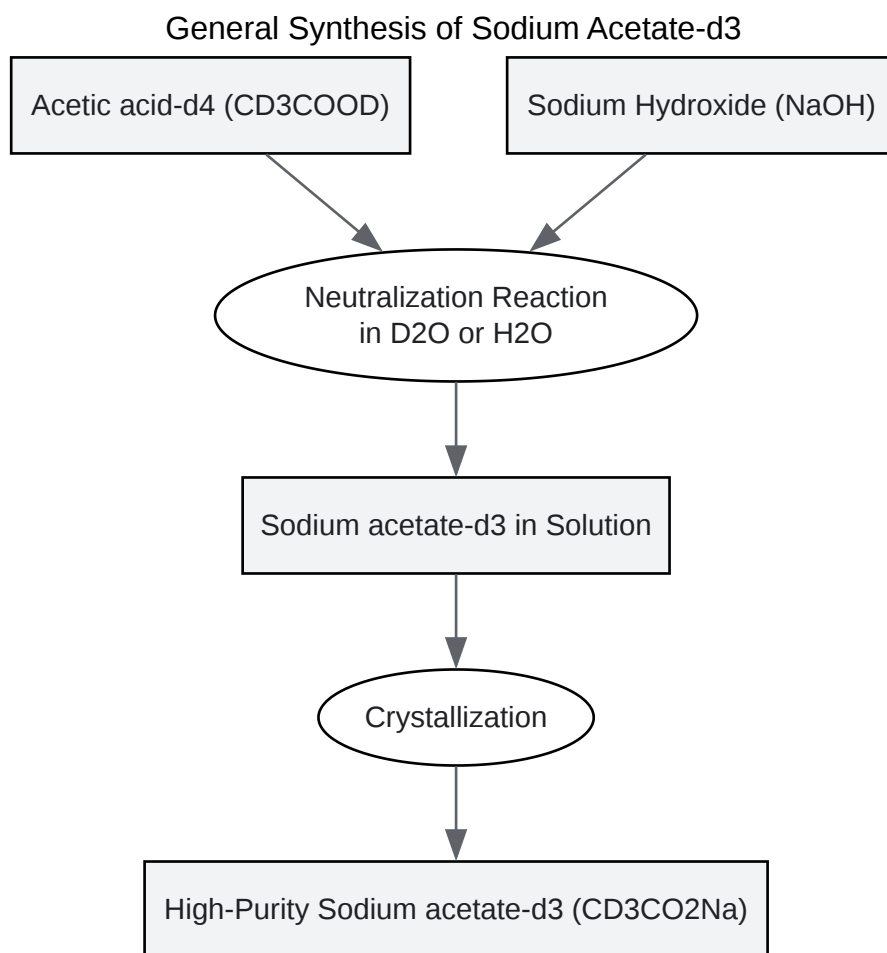 General Synthesis of Sodium Acetate-d3
Acetic acid-d4 (CD3COOD)
Sodium Hydroxide (NaOH)
Neutralization Reaction
in D2O or H2O
Sodium acetate-d3 in Solution
Crystallization
High-Purity Sodium acetate-d3 (CD3CO2Na)